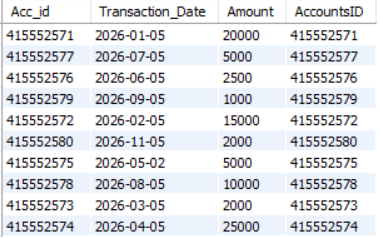 Acc_id Transaction_Date Amount AccountsID
415552571 2026-01-05 20000 415552571
415552577 2026-07-05 5000 415552577
415552576 2026-06-05 2500 415552576
415552579 2026-09-05 1000 415552579
415552572 2026-02-05 15000 415552572
415552580 2026-11-05 2000 415552580
415552575 2026-05-02 5000 415552575
415552578 2026-08-05 10000 415552578
415552573 2026-03-05 2000 415552573
415552574 2026-04-05 25000 415552574